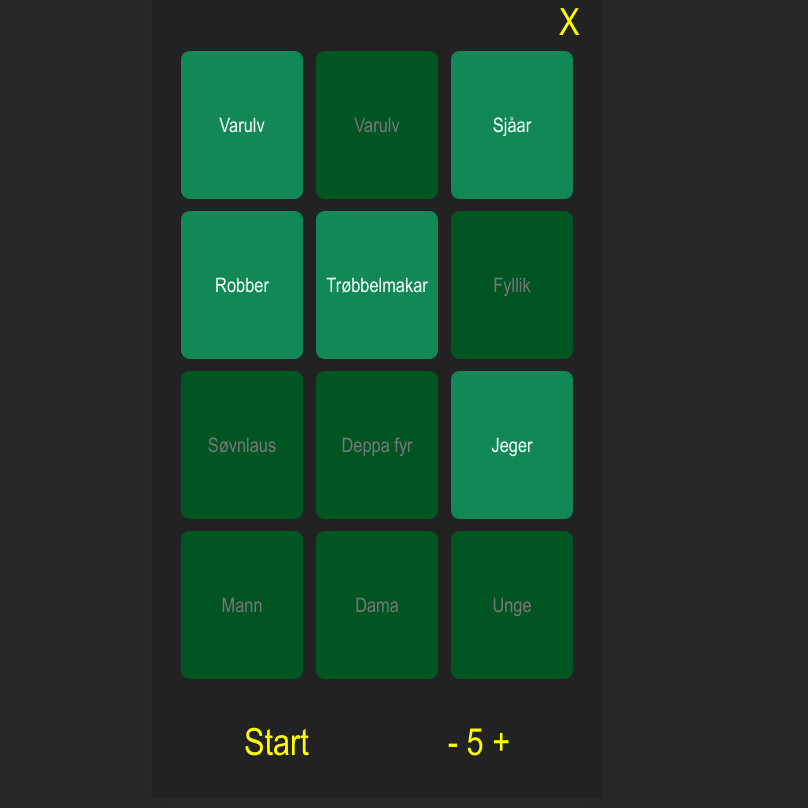 X
Varulv
Varulv
Sjåar
Robber
Trøbbelmakar
Fyllik
Søvnlaus
Deppa fyr
Jeger
Mann
Dama
Unge
Start
- 5 +